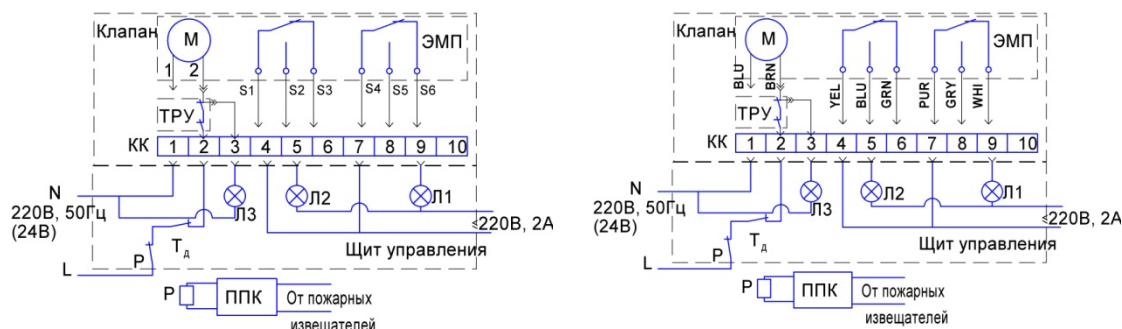 Клапан
М
ЭМП
1 2
S1 S2 S3 S4 S5 S6
ТРУ
КК 1 2 3 4 5 6 7 8 9 10
N
Л3 Л2 Л1
220В, 50Гц
(24В)
≤220В, 2А
Тд
Щит управления
Р
L
Р ППК От пожарных
извещателей
Клапан
М
ЭМП
BLU BRN YEL BLU GRN PUR GRY WHI
ТРУ
КК 1 2 3 4 5 6 7 8 9 10
N
Л3 Л2 Л1
220В, 50Гц
(24В)
≤220В, 2А
Тд
Щит управления
Р
L
Р ППК От пожарных
извещателей